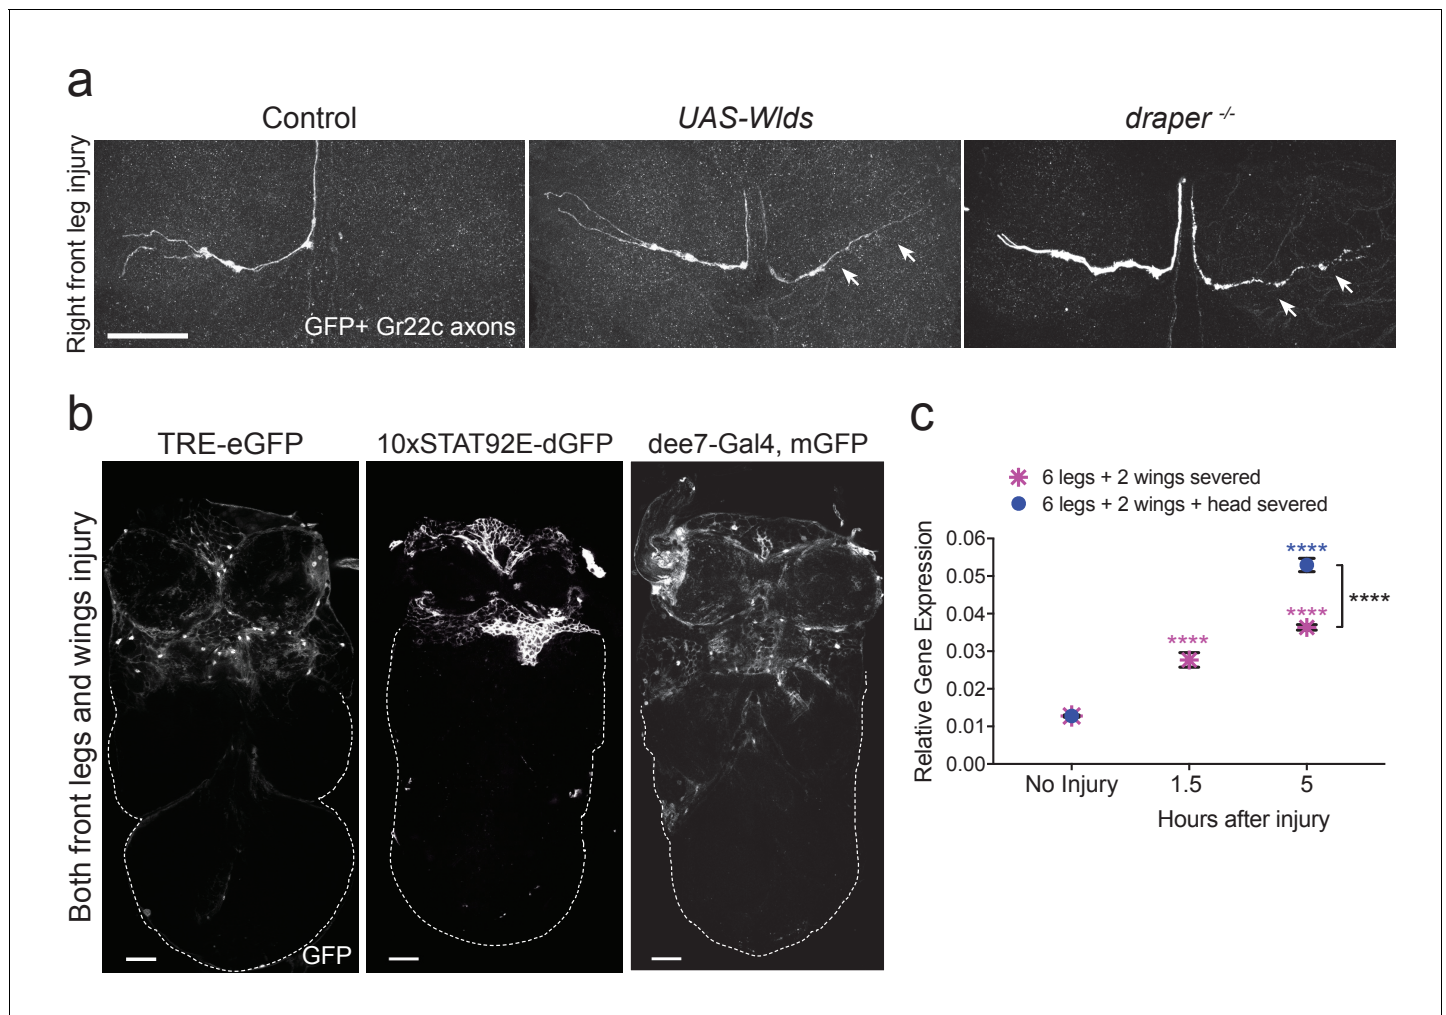 a
Control
UAS-Wlds
draper -/-
Right front leg injury
GFP+ Gr22c axons
b
TRE-eGFP
10xSTAT92E-dGFP
dee7-Gal4, mGFP
Both front legs and wings injury
GFP
c
6 legs + 2 wings severed
6 legs + 2 wings + head severed
Relative Gene Expression
0.06
0.05
0.04
0.03
0.02
0.01
0.00
****
****
****
****
No Injury
1.5
5
Hours after injury